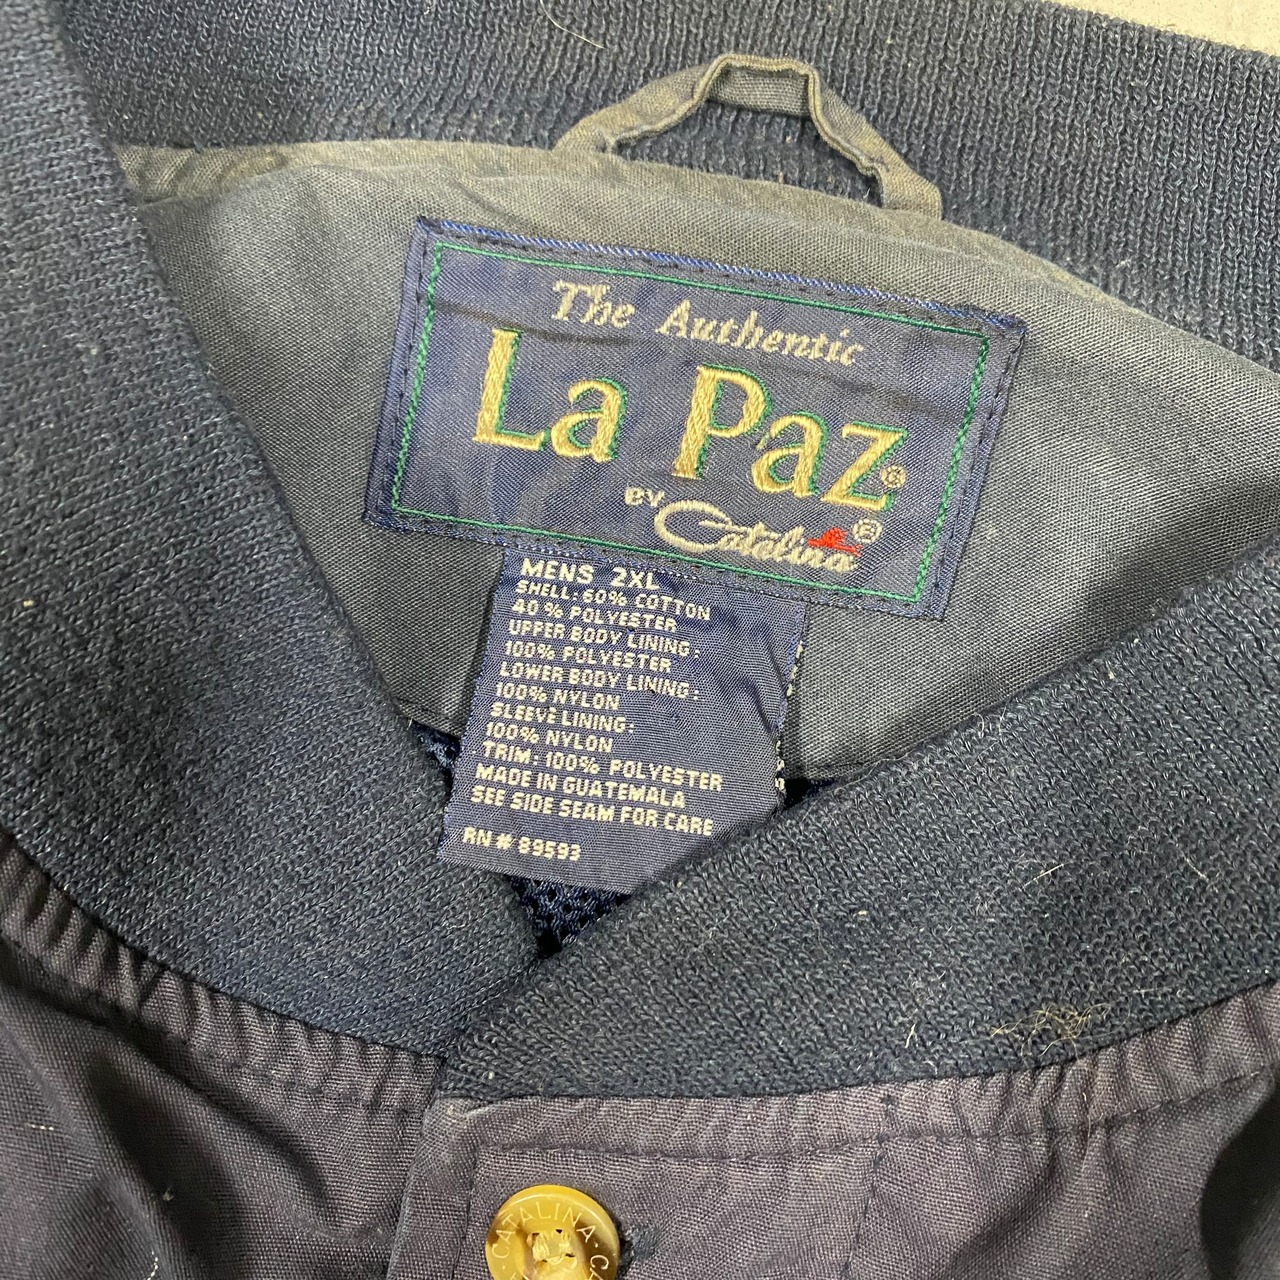 The Authentic
La Paz®
BY Catalina®
MENS 2XL
SHELL: 60% COTTON
40% POLYESTER
UPPER BODY LINING:
100% POLYESTER
LOWER BODY LINING:
100% NYLON
SLEEVE LINING:
100% NYLON
TRIM: 100% POLYESTER
MADE IN GUATEMALA
SEE SIDE SEAM FOR CARE
RN # 89593
CATALINA